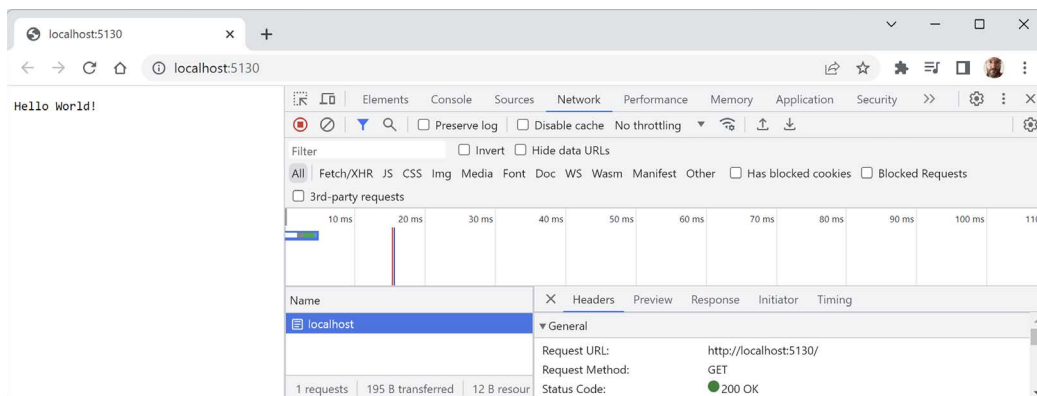 localhost:5130
localhost:5130
Hello World!
Elements Console Sources Network Performance Memory Application Security
Preserve log Disable cache No throttling
Filter Invert Hide data URLs
All Fetch/XHR JS CSS Img Media Font Doc WS Wasm Manifest Other Has blocked cookies Blocked Requests
3rd-party requests
10 ms 20 ms 30 ms 40 ms 50 ms 60 ms 70 ms 80 ms 90 ms 100 ms 110
Name
Headers Preview Response Initiator Timing
localhost
General
Request URL: http://localhost:5130/
Request Method: GET
1 requests 195 B transferred 12 B resour
Status Code: 200 OK